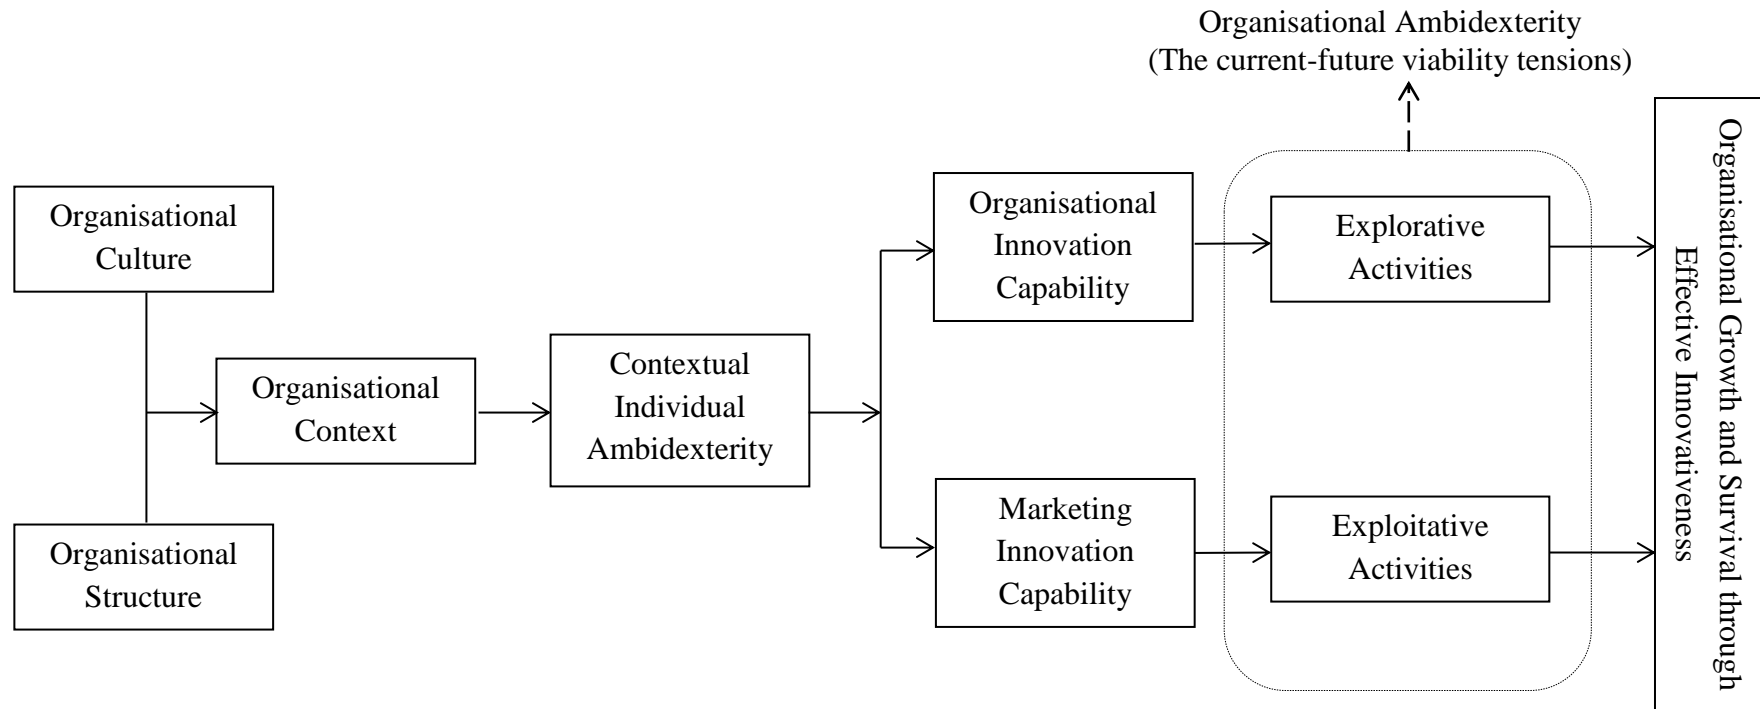 Organisational Ambidexterity
(The current-future viability tensions)
Organisational
Culture
Organisational
Structure
Organisational
Context
Contextual
Individual
Ambidexterity
Organisational
Innovation
Capability
Marketing
Innovation
Capability
Explorative
Activities
Exploitative
Activities
Organisational Growth and Survival through
Effective Innovativeness